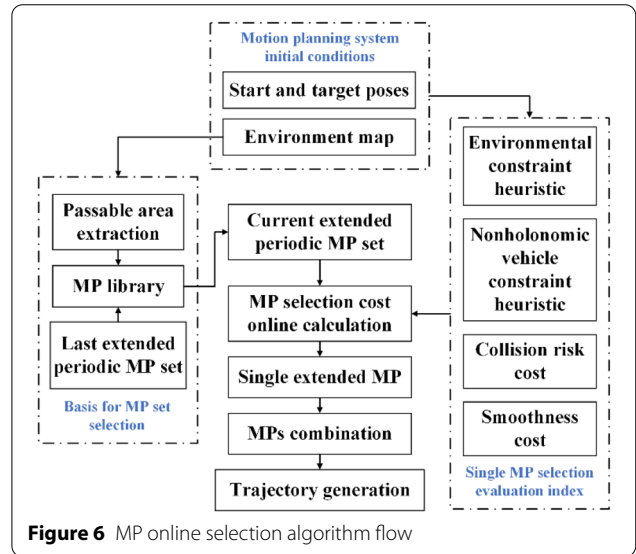 Motion planning system
initial conditions
Start and target poses
Environment map
Passable area
extraction
MP library
Last extended
periodic MP set
Basis for MP set
selection
Current extended
periodic MP set
MP selection cost
online calculation
Single extended MP
MPs combination
Trajectory generation
Environmental
constraint
heuristic
Nonholonomic
vehicle
constraint
heuristic
Collision risk
cost
Smoothness
cost
Single MP selection
evaluation index
Figure 6 MP online selection algorithm flow